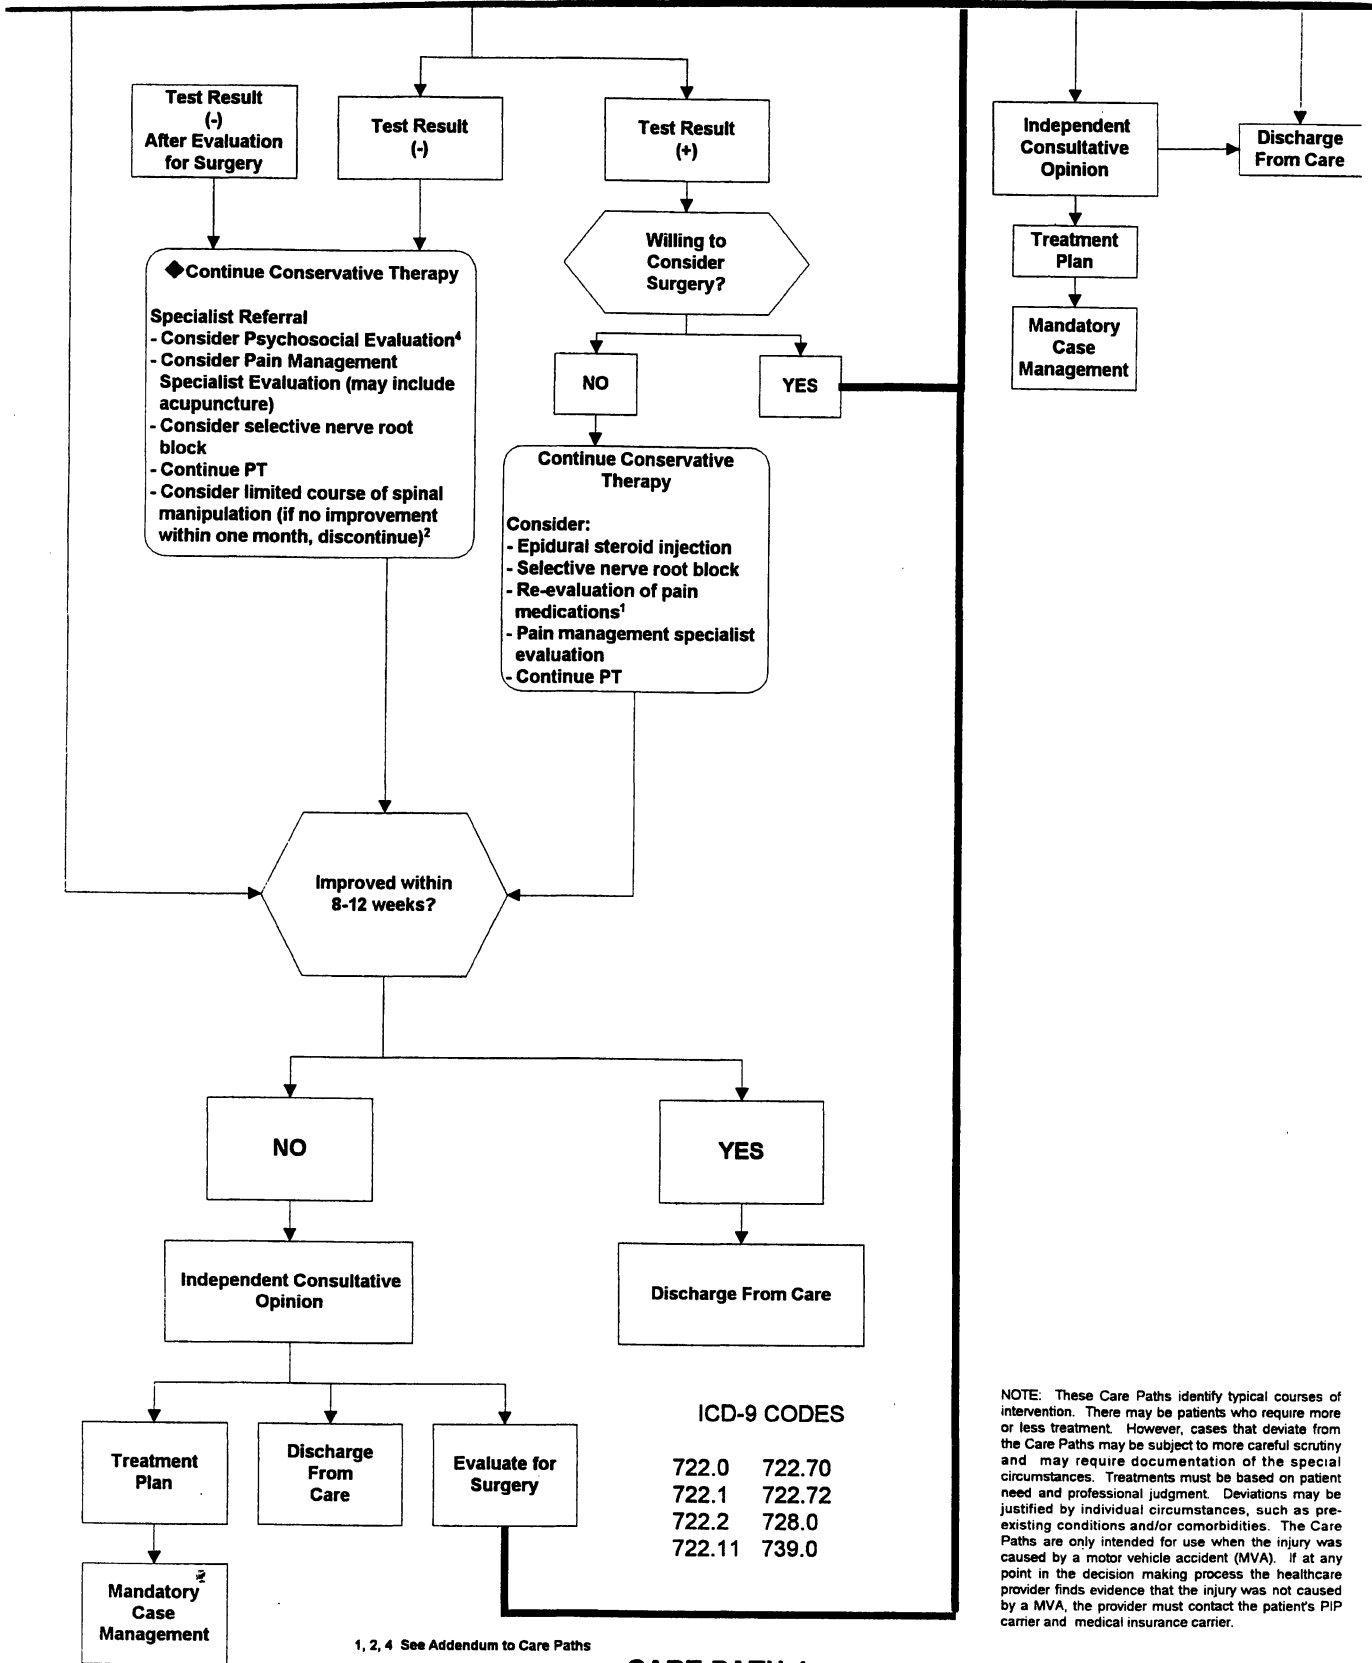 Test Result
(-)
After Evaluation
for Surgery
Test Result
(-)
Test Result
(+)
Independent
Consultative
Opinion
Discharge
From Care
Willing to
Consider
Surgery?
Treatment
Plan
Mandatory
Case
Management
◆Continue Conservative Therapy
Specialist Referral
- Consider Psychosocial Evaluation⁴
- Consider Pain Management
Specialist Evaluation (may include
acupuncture)
- Consider selective nerve root
block
- Continue PT
- Consider limited course of spinal
manipulation (if no improvement
within one month, discontinue)²
NO
YES
Continue Conservative
Therapy
Consider:
- Epidural steroid injection
- Selective nerve root block
- Re-evaluation of pain
medications¹
- Pain management specialist
evaluation
- Continue PT
Improved within
8-12 weeks?
NO
YES
Independent Consultative
Opinion
Discharge From Care
Treatment
Plan
Discharge
From
Care
Evaluate for
Surgery
Mandatory
Case
Management
ICD-9 CODES
722.0 722.70
722.1 722.72
722.2 728.0
722.11 739.0
NOTE: These Care Paths identify typical courses of
intervention. There may be patients who require more
or less treatment. However, cases that deviate from
the Care Paths may be subject to more careful scrutiny
and may require documentation of the special
circumstances. Treatments must be based on patient
need and professional judgment. Deviations may be
justified by individual circumstances, such as pre-
existing conditions and/or comorbidities. The Care
Paths are only intended for use when the injury was
caused by a motor vehicle accident (MVA). If at any
point in the decision making process the healthcare
provider finds evidence that the injury was not caused
by a MVA, the provider must contact the patient's PIP
carrier and medical insurance carrier.
1, 2, 4 See Addendum to Care Paths